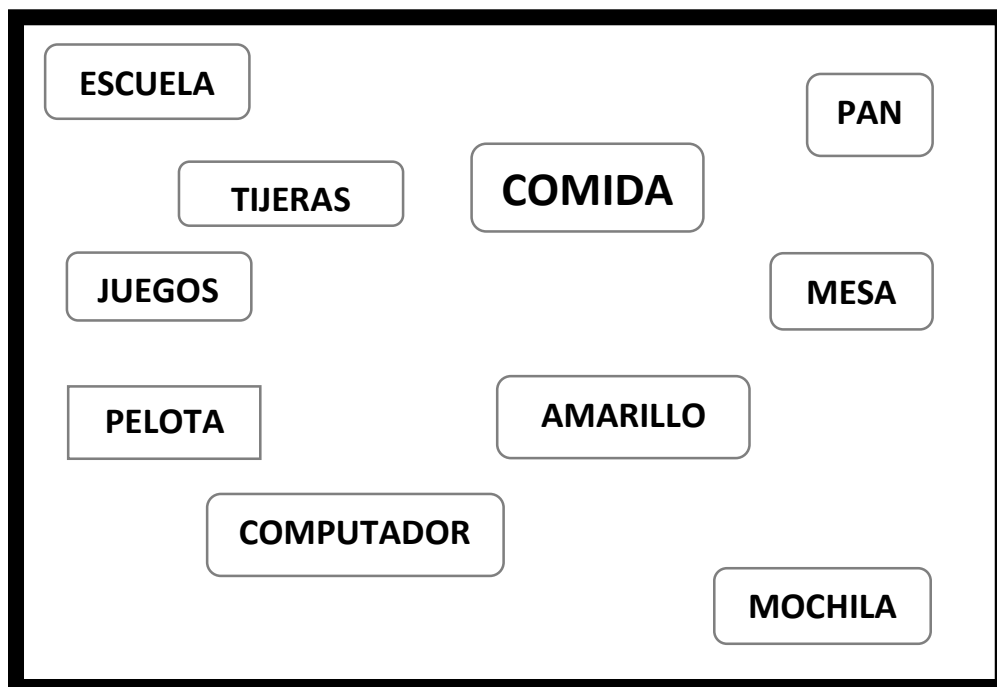 ESCUELA
PAN
TIJERAS
COMIDA
JUEGOS
MESA
PELOTA
AMARILLO
COMPUTADOR
MOCHILA